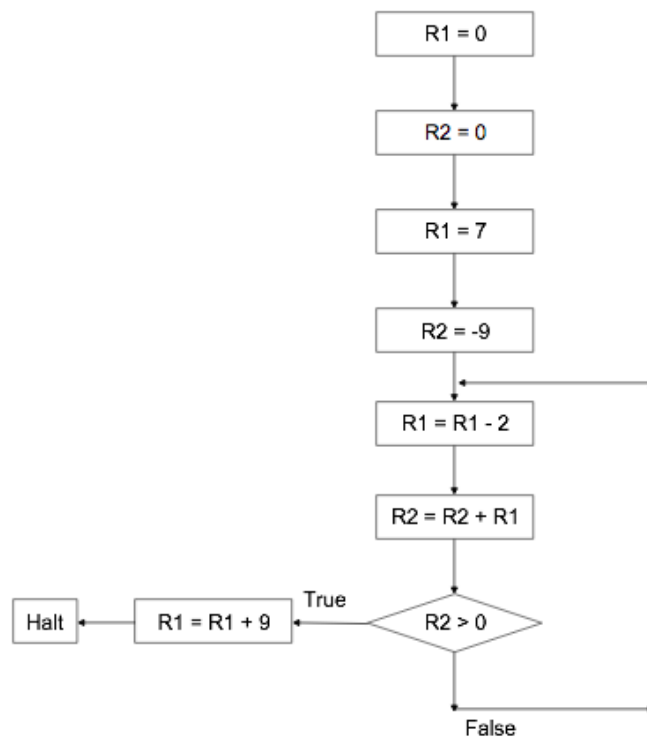 R1 = 0
R2 = 0
R1 = 7
R2 = -9
R1 = R1 - 2
R2 = R2 + R1
R2 > 0
True
R1 = R1 + 9
Halt
False